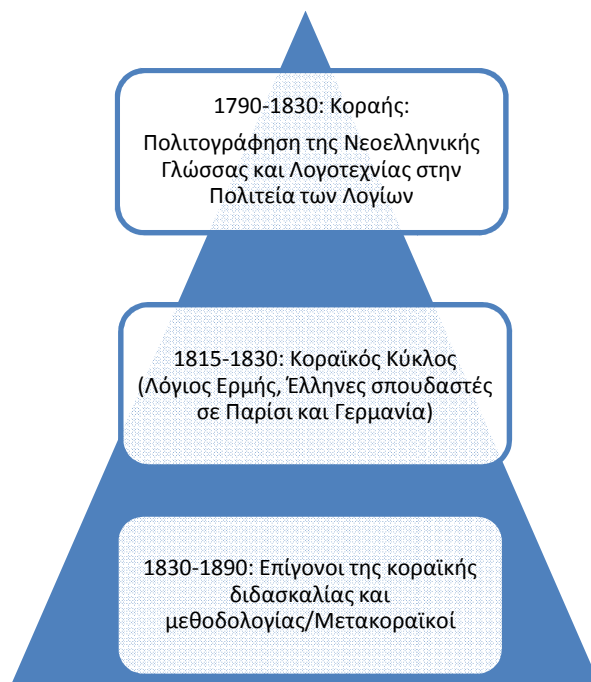 1790-1830: Κοραής:
Πολιτογράφηση της Νεοελληνικής
Γλώσσας και Λογοτεχνίας στην
Πολιτεία των Λογίων
1815-1830: Κοραϊκός Κύκλος
(Λόγιος Ερμής, Έλληνες σπουδαστές
σε Παρίσι και Γερμανία)
1830-1890: Επίγονοι της κοραϊκής
διδασκαλίας και
μεθοδολογίας/Μετακοραϊκοί